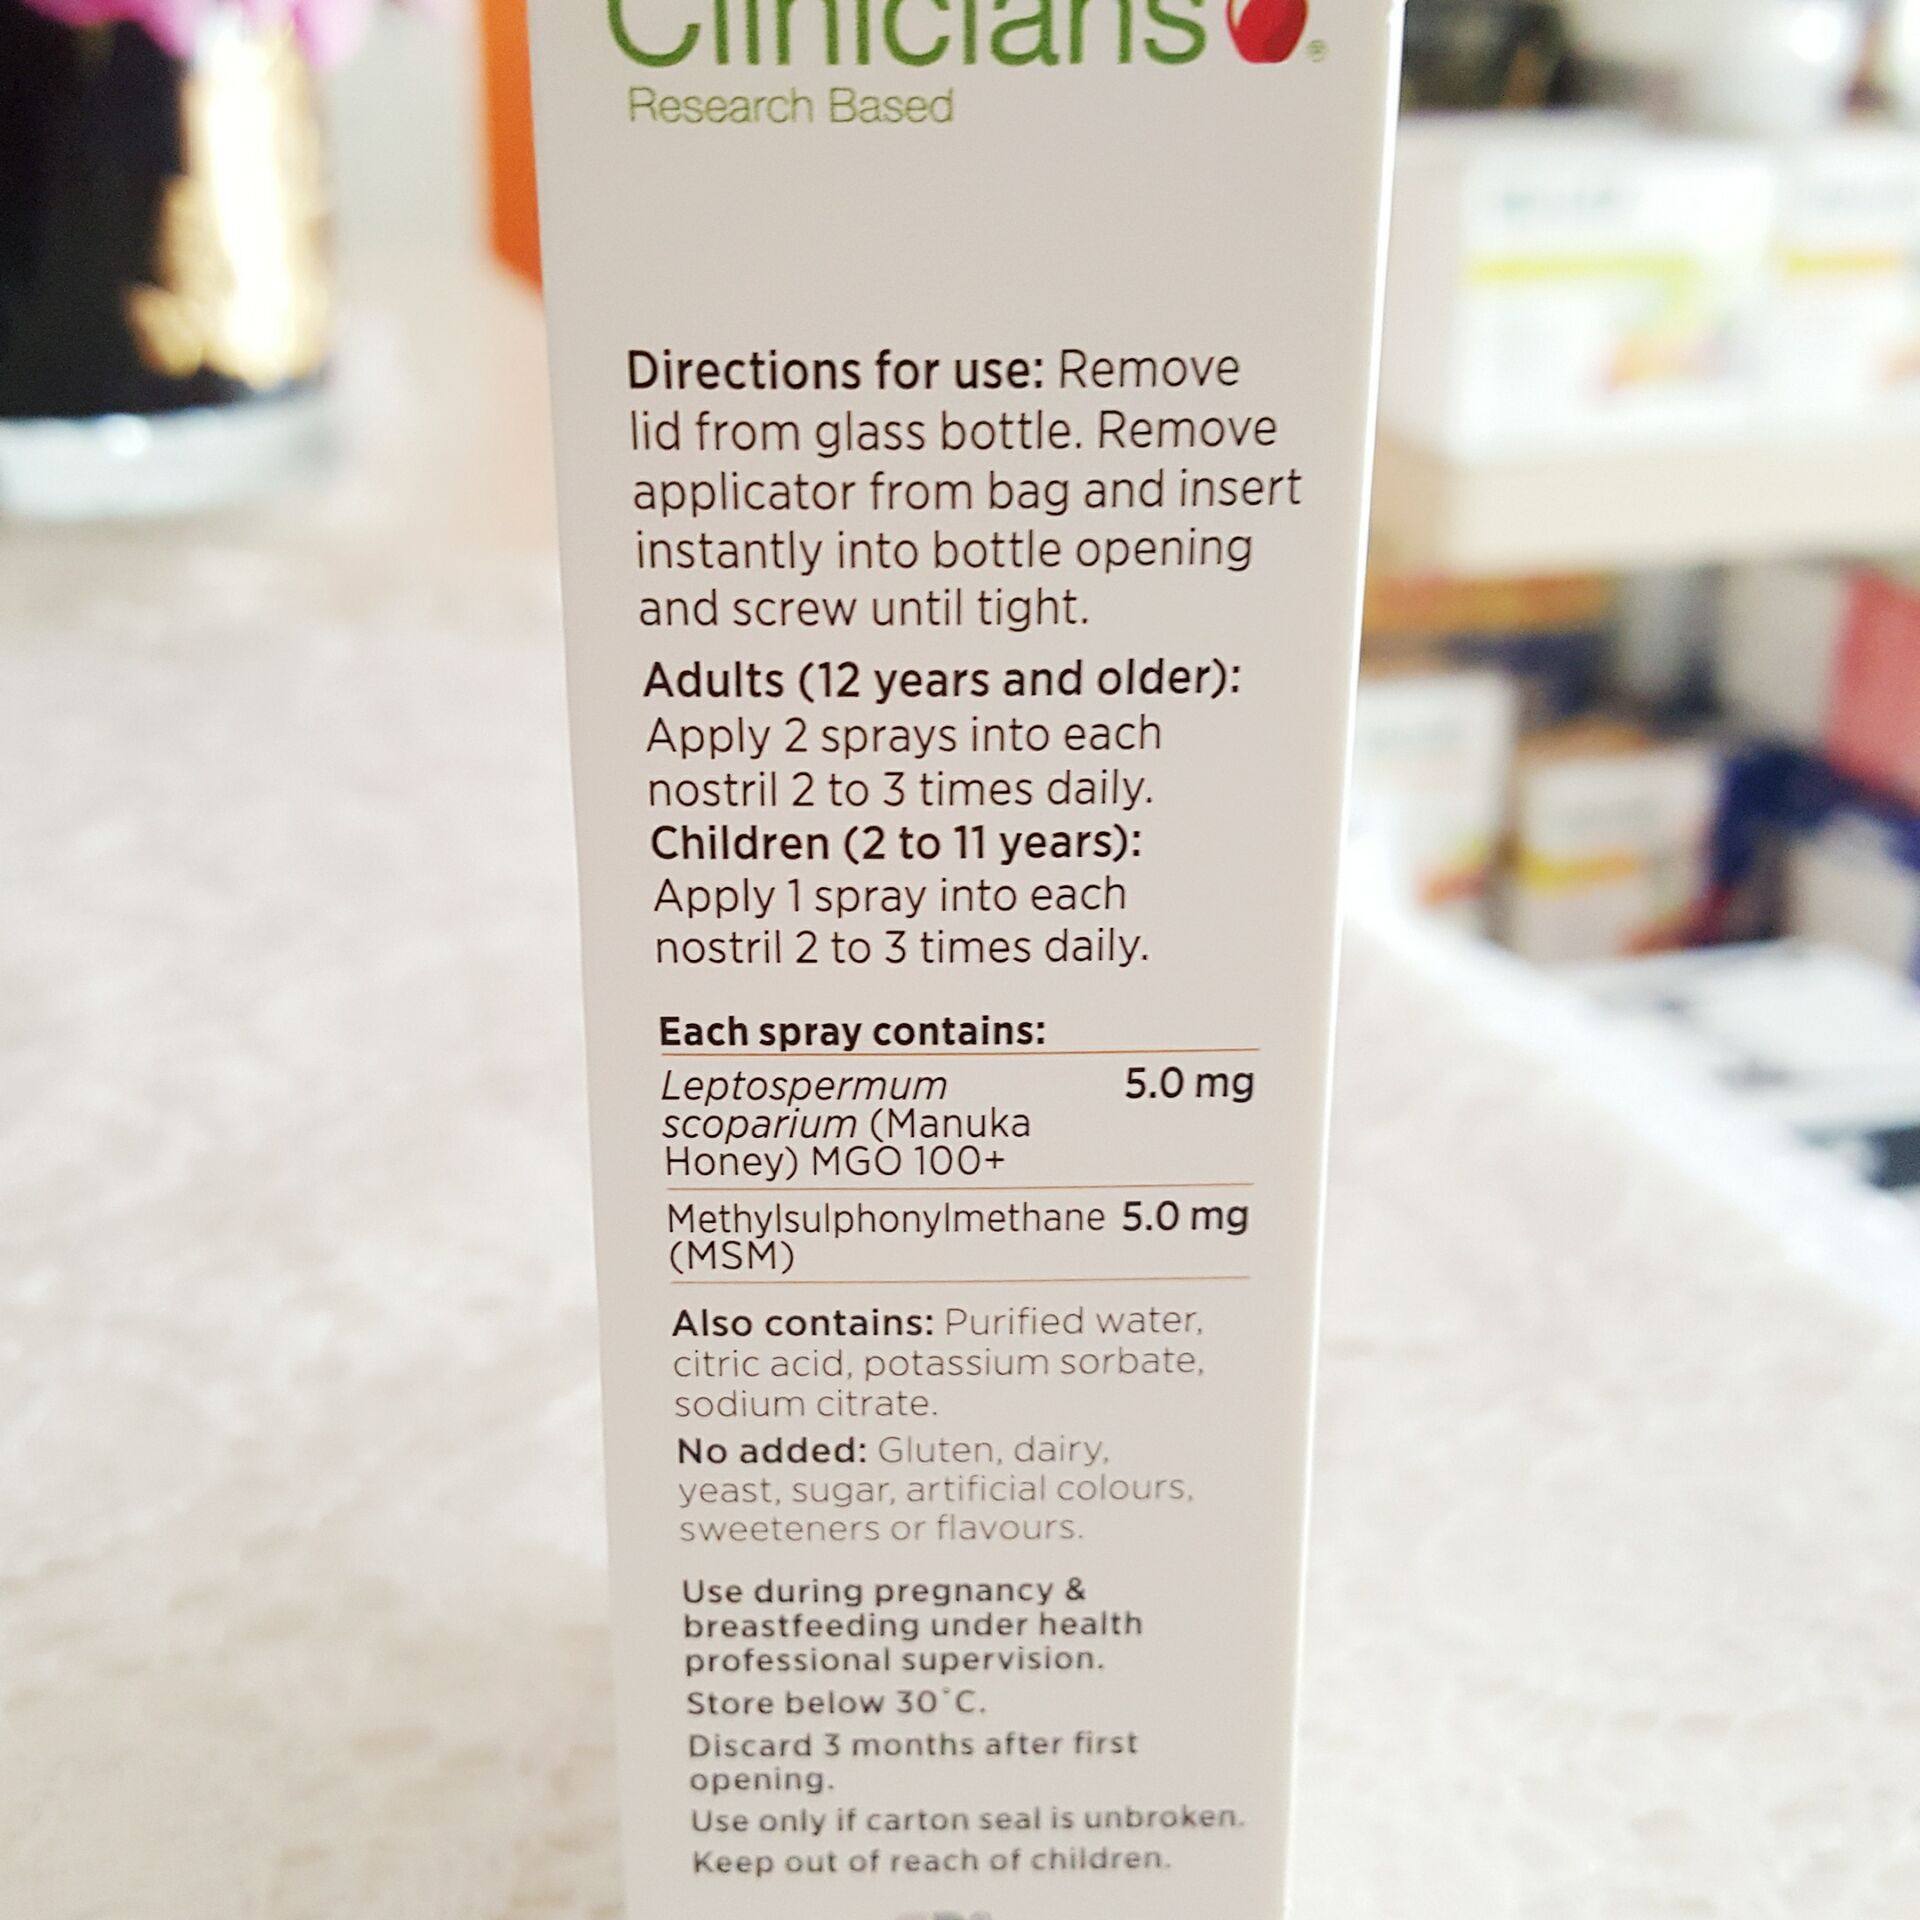 Clinicians
Research Based
Directions for use: Remove
lid from glass bottle. Remove
applicator from bag and insert
instantly into bottle opening
and screw until tight.
Adults (12 years and older):
Apply 2 sprays into each
nostril 2 to 3 times daily.
Children (2 to 11 years):
Apply 1 spray into each
nostril 2 to 3 times daily.
Each spray contains:
Leptospermum 5.0 mg
scoparium (Manuka
Honey) MGO 100+
Methylsulphonylmethane 5.0 mg
(MSM)
Also contains: Purified water,
citric acid, potassium sorbate,
sodium citrate.
No added: Gluten, dairy,
yeast, sugar, artificial colours,
sweeteners or flavours.
Use during pregnancy &
breastfeeding under health
professional supervision.
Store below 30°C.
Discard 3 months after first
opening.
Use only if carton seal is unbroken.
Keep out of reach of children.